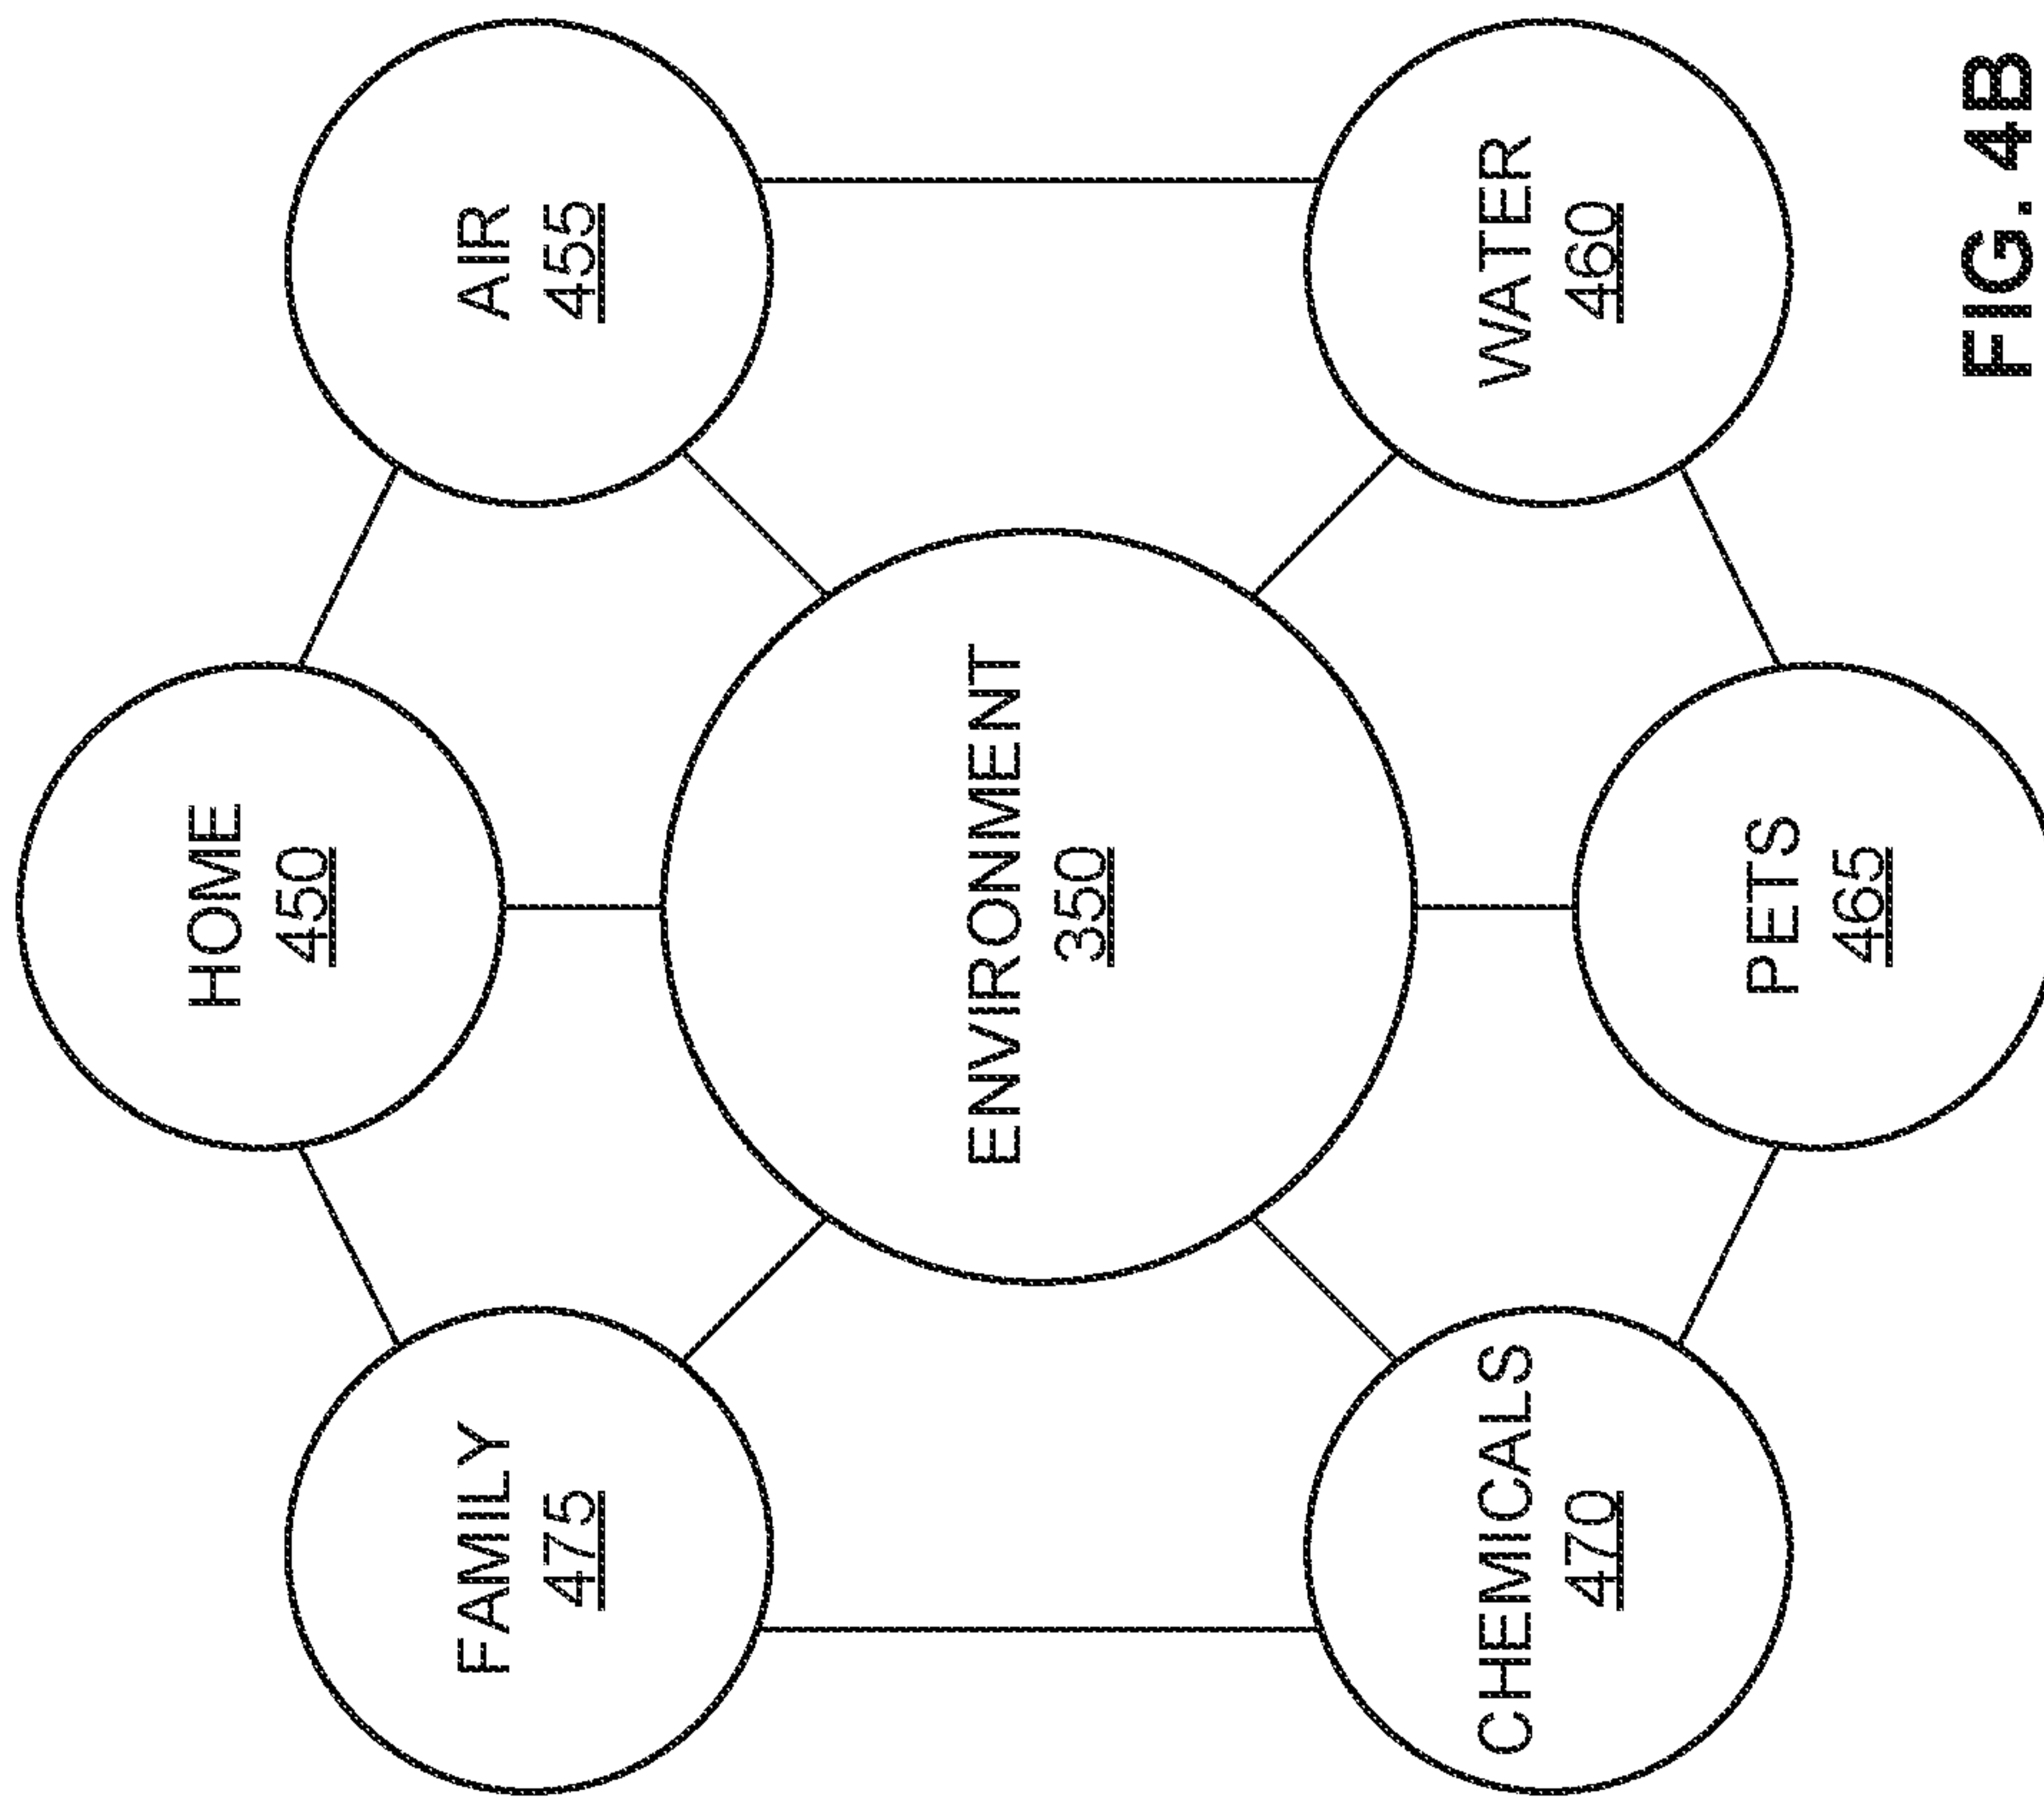 HOME
450
FAMILY
475
AIR
455
ENVIRONMENT
350
CHEMICALS
470
WATER
460
PETS
465
FIG. 4B